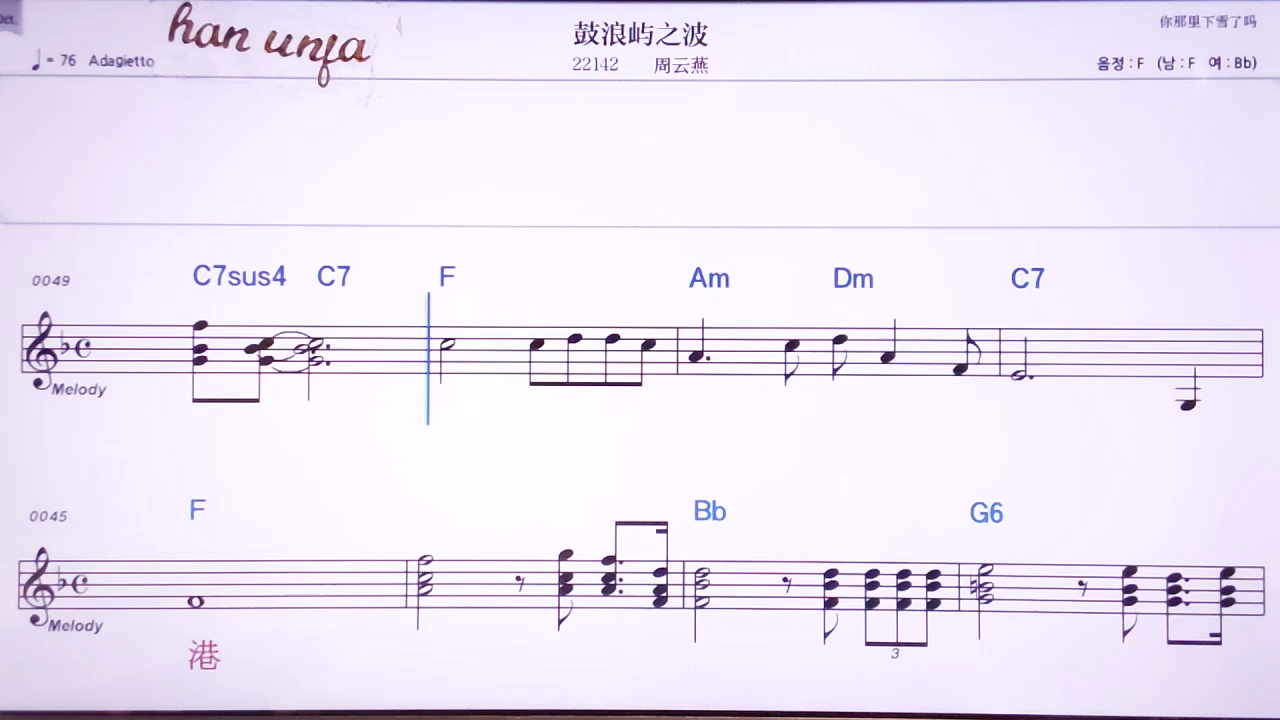 han unja
鼓浪屿之波
你那里下雪了吗
♩= 76 Adagietto
22142 周云燕
음정 : F (남 : F 여 : Bb)
0049 C7sus4 C7 F Am Dm C7
Melody
0045 F Bb G6
Melody
3
港